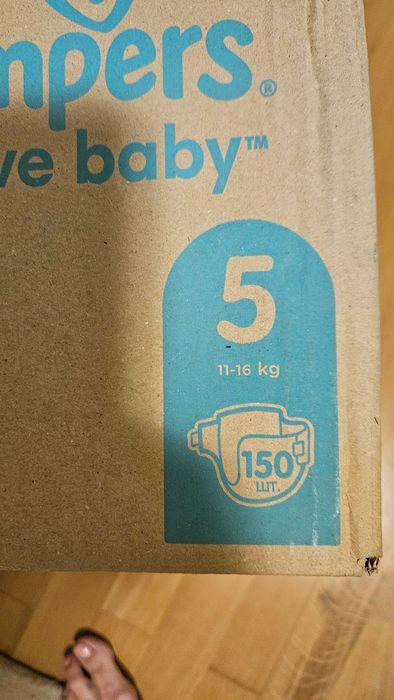 mpers®
ve baby™
5
11-16 kg
150
ШТ.